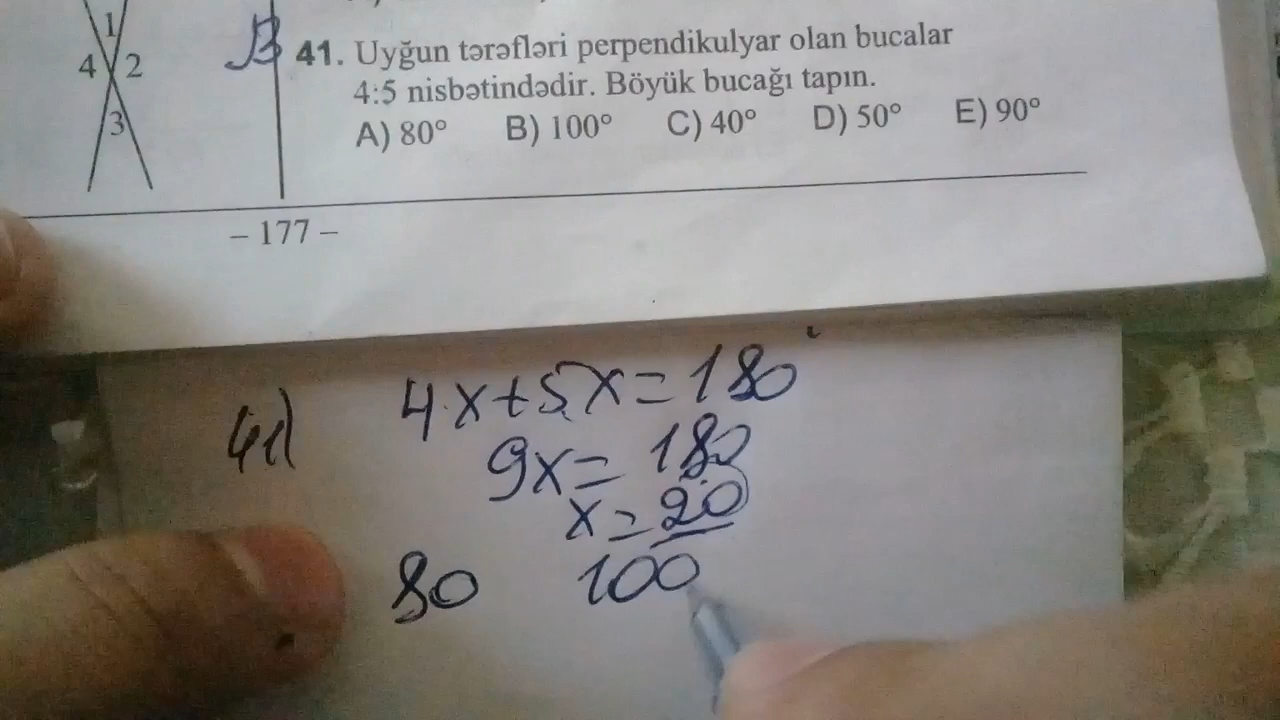 1
4 2
3
B 41. Uyğun tərəfləri perpendikulyar olan bucalar
4:5 nisbətindədir. Böyük bucağı tapın.
A) 80° B) 100° C) 40° D) 50° E) 90°
– 177 –
41) 4x+5x=180°
9x=180
x=20
80 100